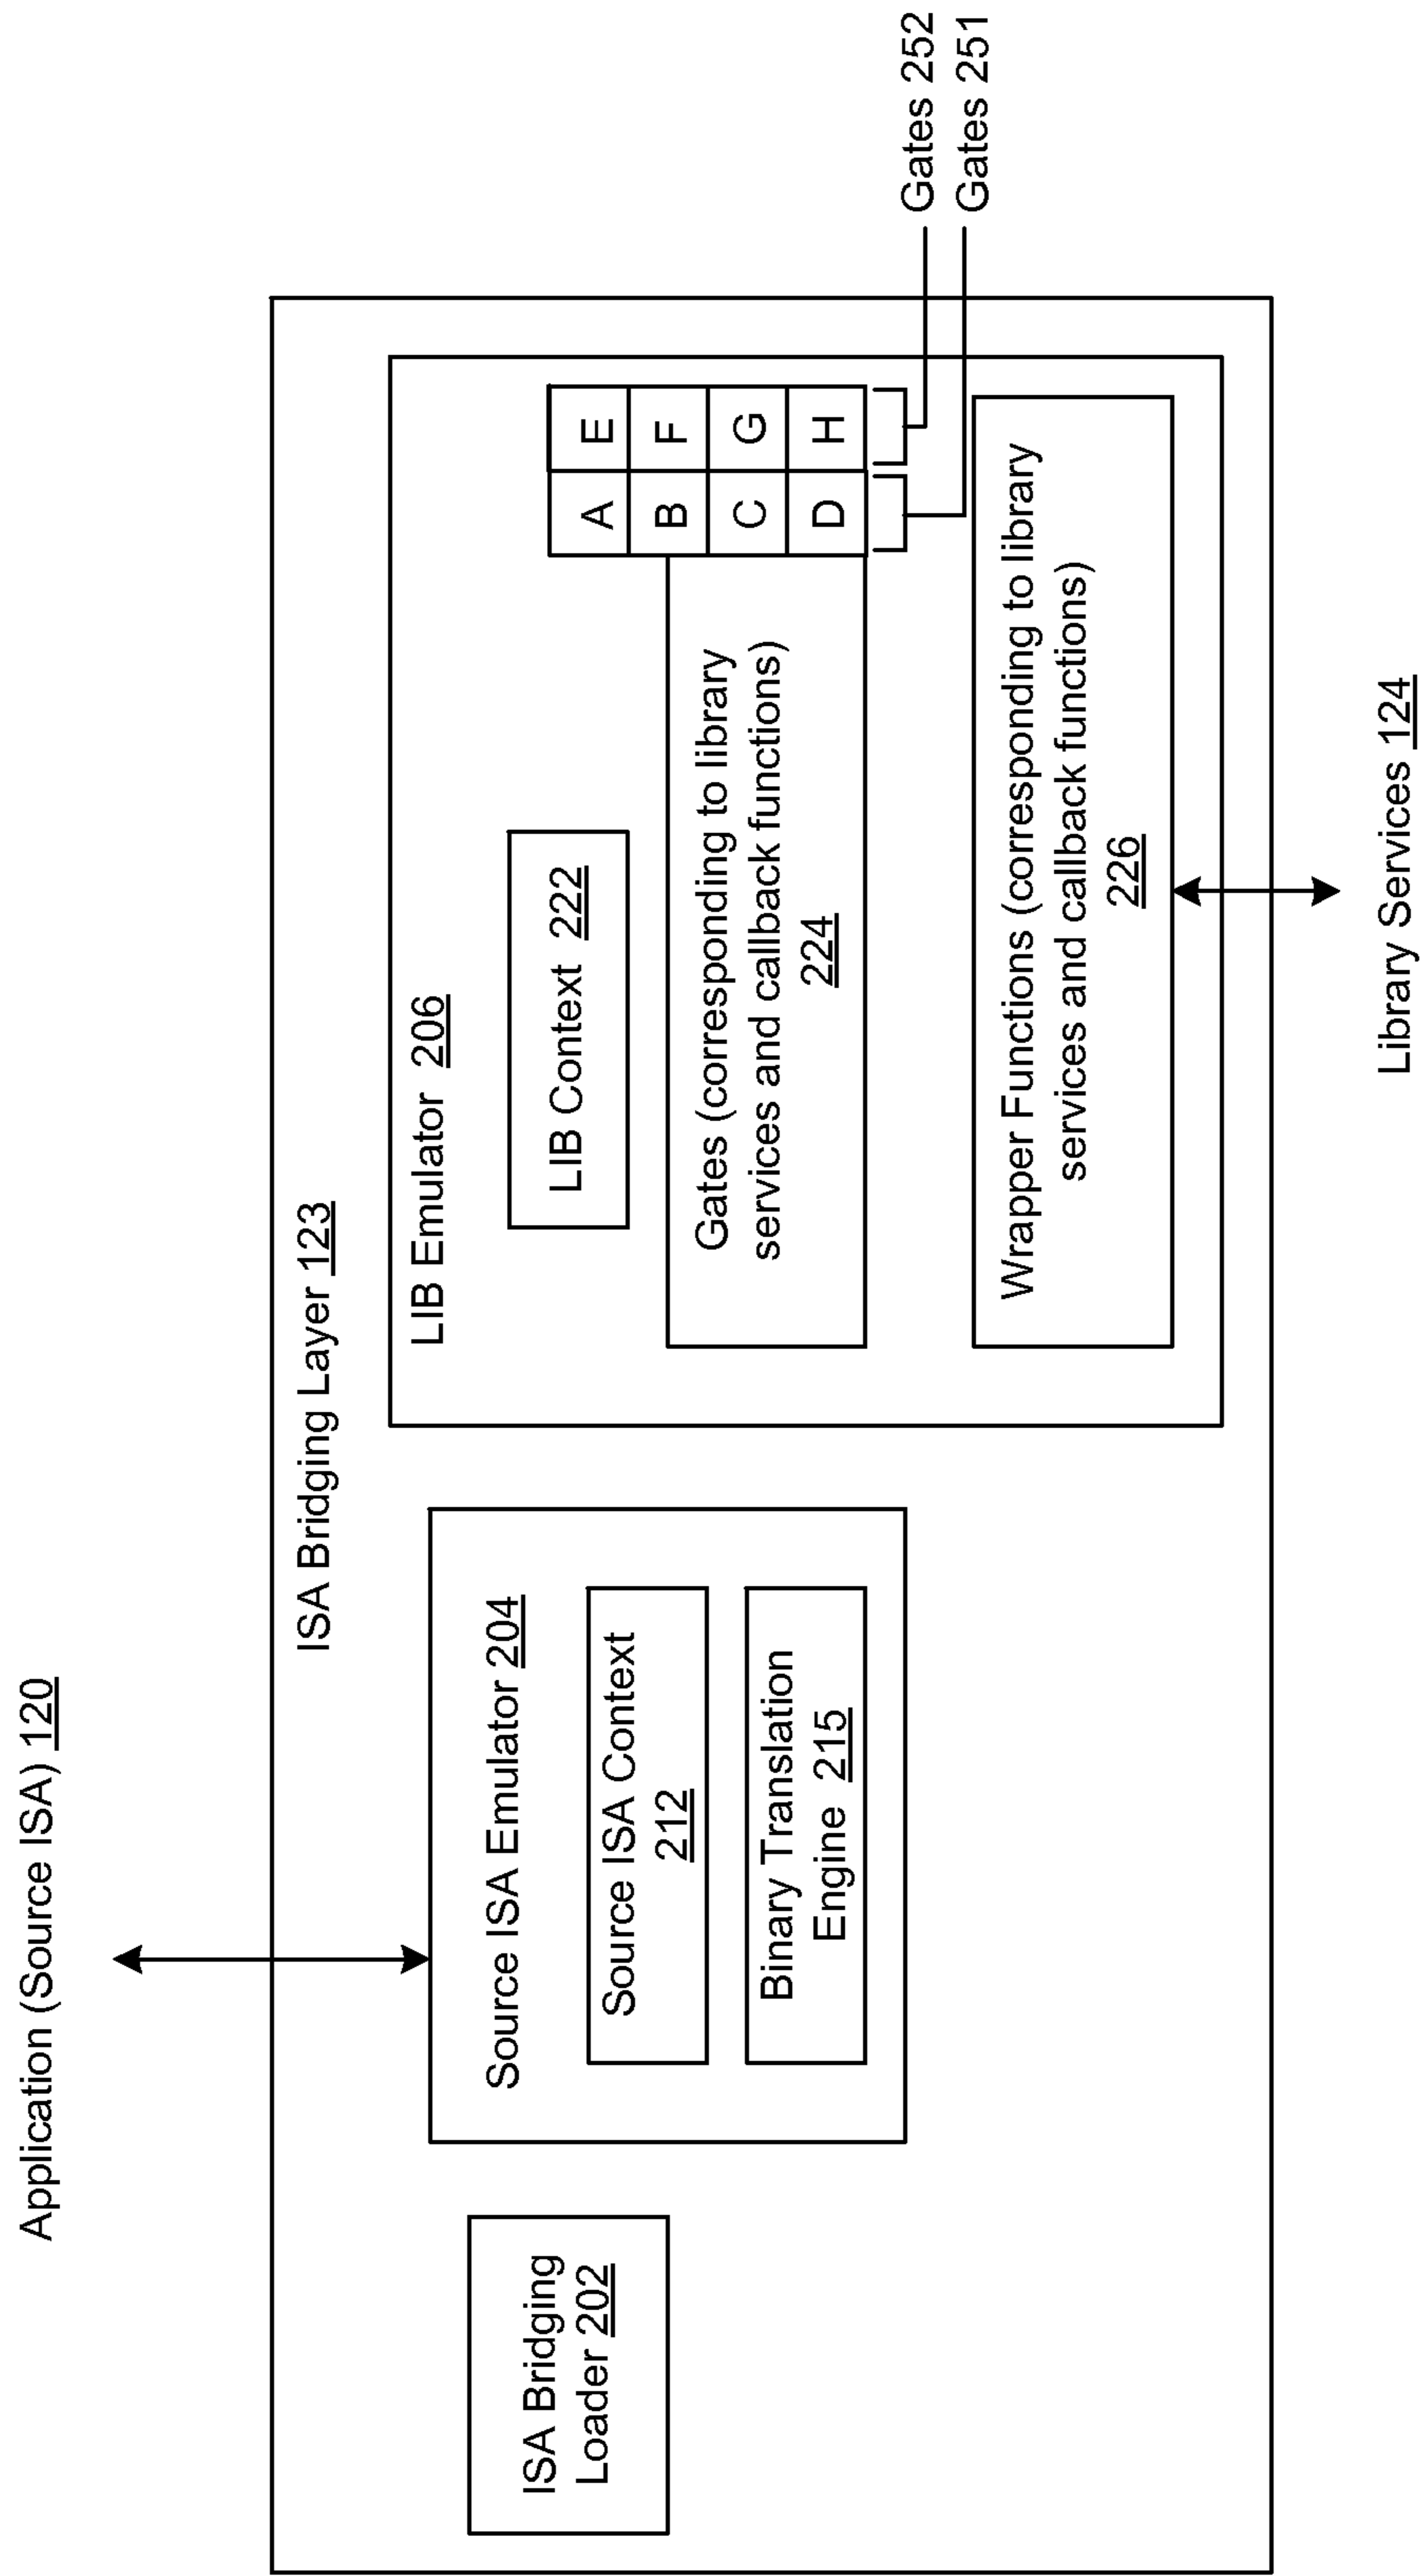 Application (Source ISA) 120
ISA Bridging Layer 123
ISA Bridging
Loader 202
Source ISA Emulator 204
Source ISA Context
212
Binary Translation
Engine 215
LIB Emulator 206
LIB Context 222
Gates (corresponding to library
services and callback functions)
224
A E
B F
C G
D H
Gates 252
Gates 251
Wrapper Functions (corresponding to library
services and callback functions)
226
Library Services 124